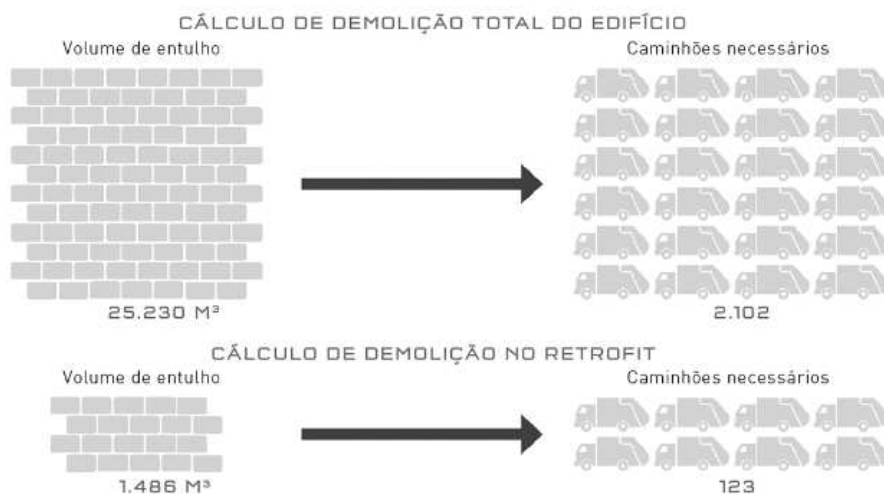 CÁLCULO DE DEMOLIÇÃO TOTAL DO EDIFÍCIO
Volume de entulho
Caminhões necessários
25.230 M³
2.102
CÁLCULO DE DEMOLIÇÃO NO RETROFIT
Volume de entulho
Caminhões necessários
1.486 M³
123